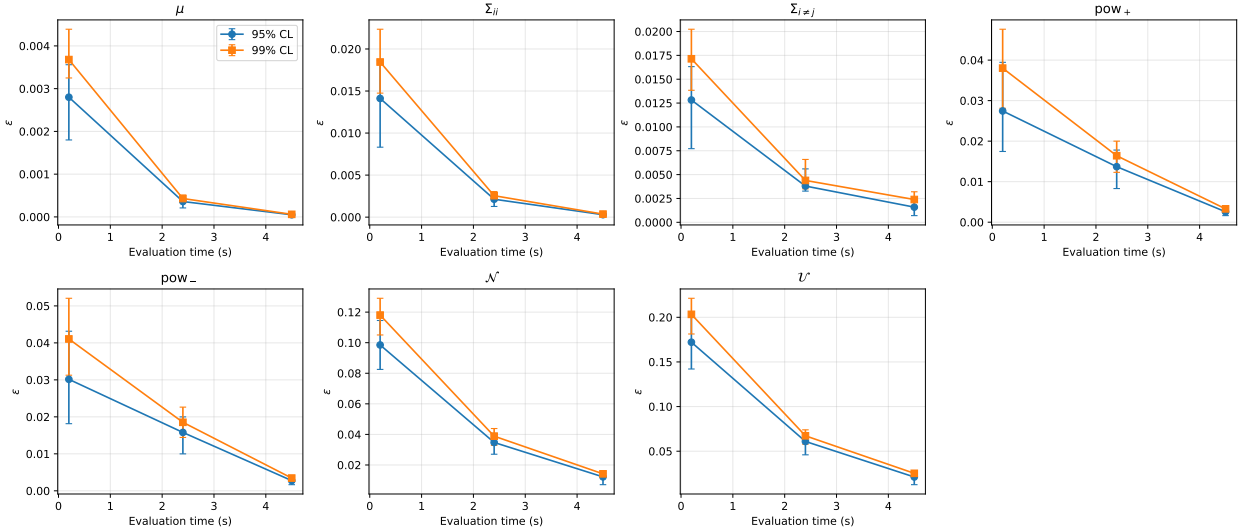 μ
ε
0.004
0.003
0.002
0.001
0.000
0 1 2 3 4
Evaluation time (s)
95% CL
99% CL
Σ_{ii}
ε
0.020
0.015
0.010
0.005
0.000
0 1 2 3 4
Evaluation time (s)
Σ_{i≠j}
ε
0.0200
0.0175
0.0150
0.0125
0.0100
0.0075
0.0050
0.0025
0.0000
0 1 2 3 4
Evaluation time (s)
pow₊
ε
0.04
0.03
0.02
0.01
0.00
0 1 2 3 4
Evaluation time (s)
pow₋
ε
0.05
0.04
0.03
0.02
0.01
0.00
0 1 2 3 4
Evaluation time (s)
𝒩
ε
0.12
0.10
0.08
0.06
0.04
0.02
0 1 2 3 4
Evaluation time (s)
𝒰
ε
0.20
0.15
0.10
0.05
0 1 2 3 4
Evaluation time (s)